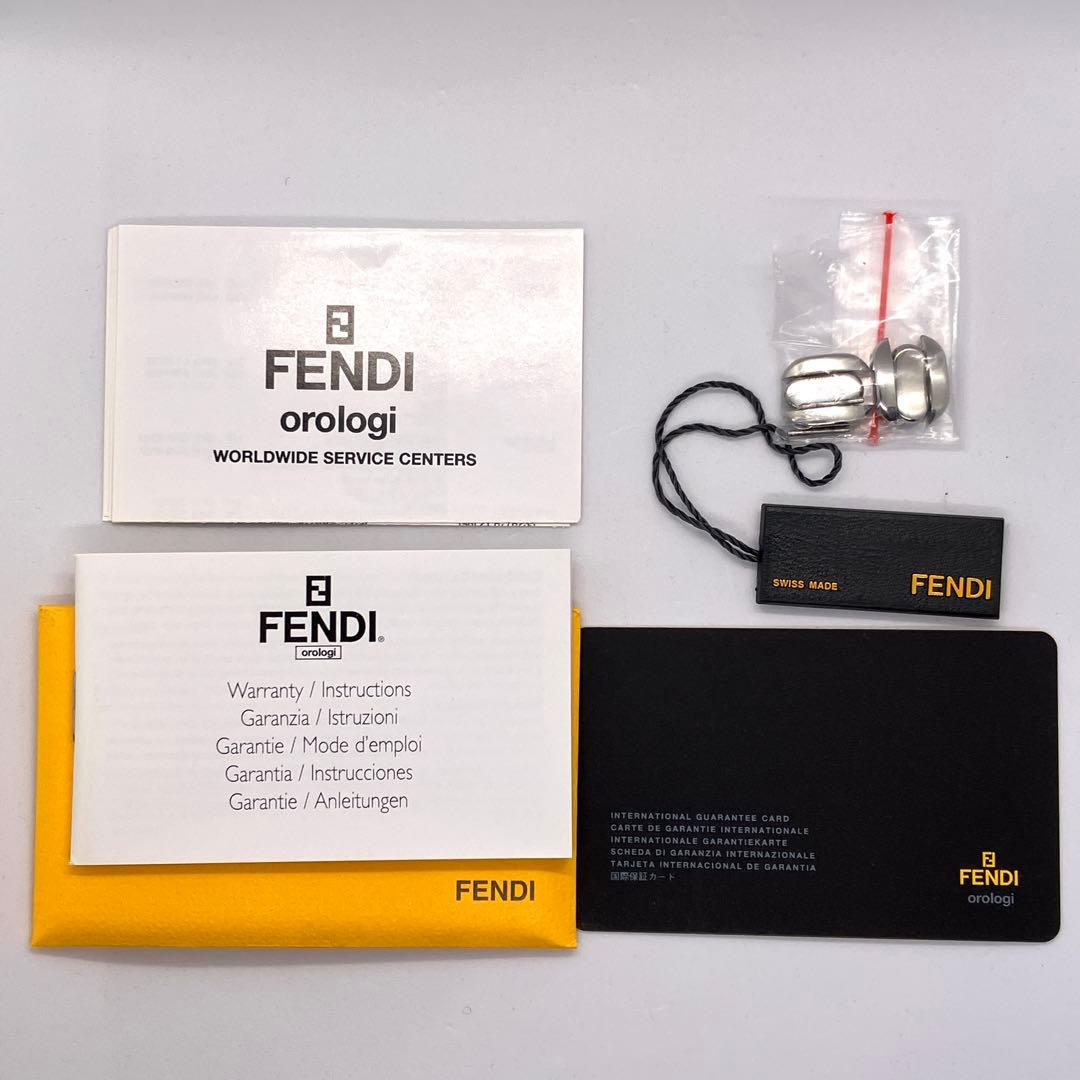 FENDI
orologi
WORLDWIDE SERVICE CENTERS
FENDI®
orologi
Warranty / Instructions
Garanzia / Istruzioni
Garantie / Mode d'emploi
Garantia / Instrucciones
Garantie / Anleitungen
FENDI
SWISS MADE
FENDI
INTERNATIONAL GUARANTEE CARD
CARTE DE GARANTIE INTERNATIONALE
INTERNATIONALE GARANTIEKARTE
SCHEDA DI GARANZIA INTERNAZIONALE
TARJETA INTERNACIONAL DE GARANTIA
国際保証カード
FENDI
orologi